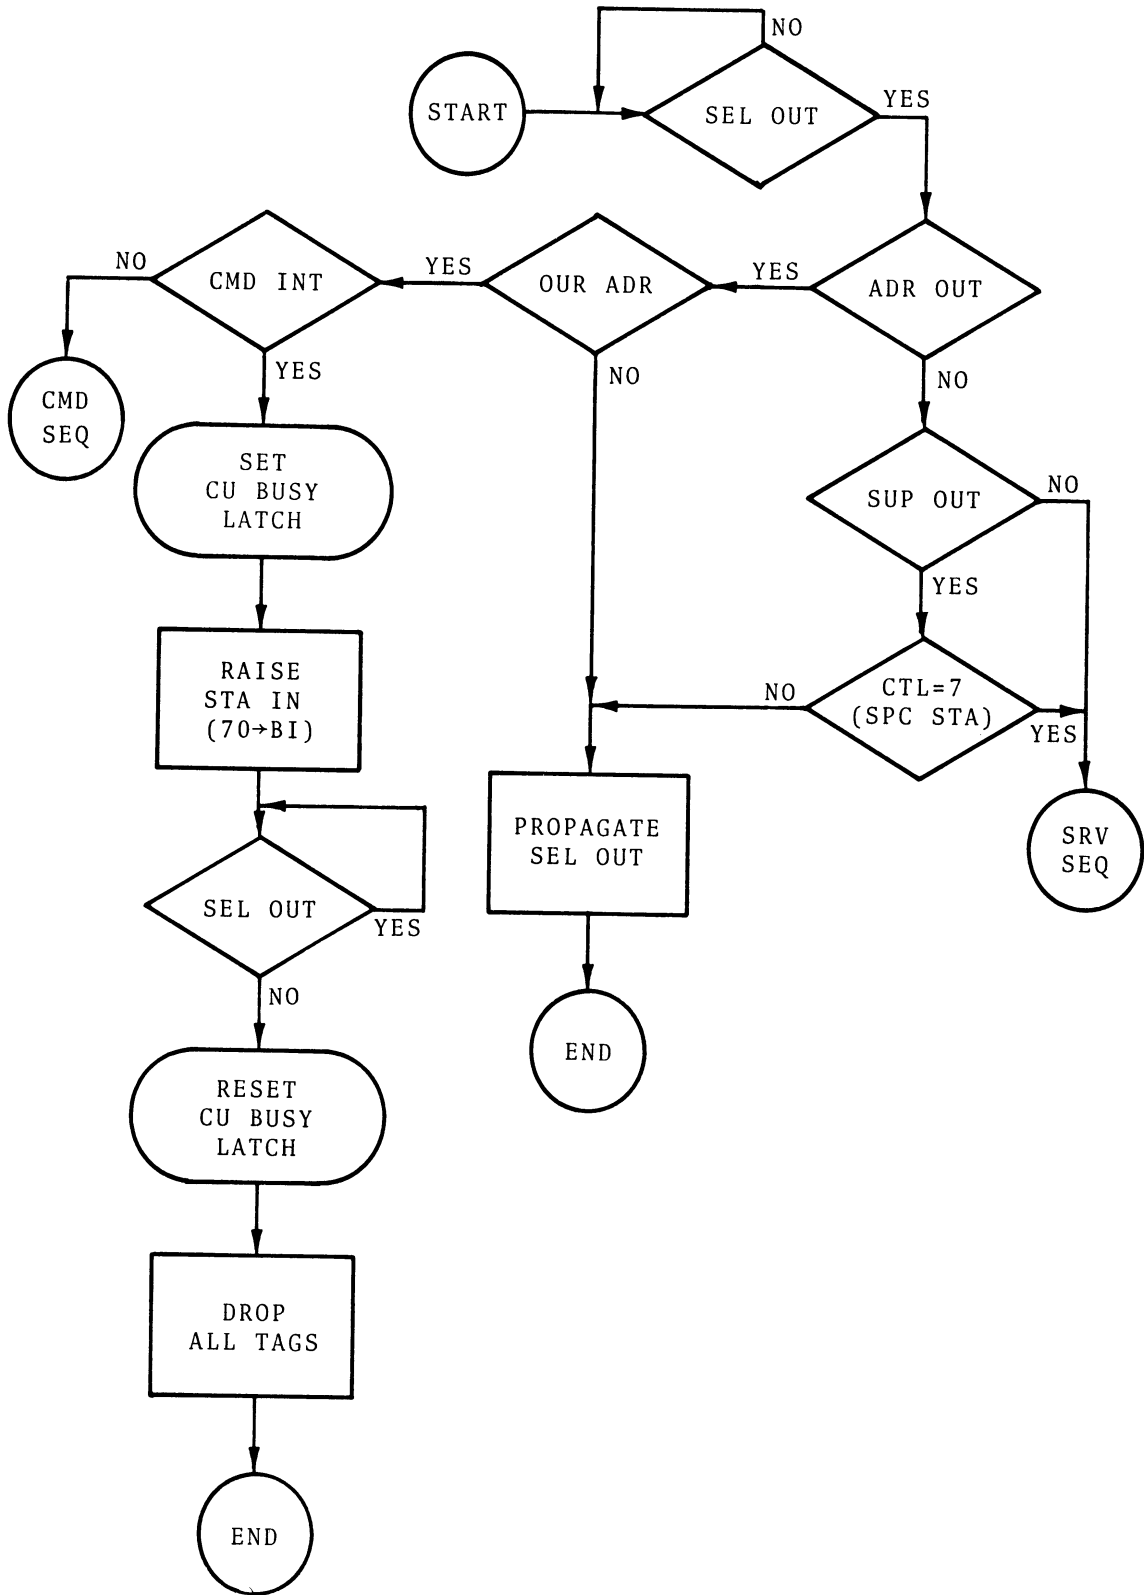 NO
START
SEL OUT
YES
NO
CMD INT
YES
OUR ADR
YES
ADR OUT
YES
NO
NO
CMD
SEQ
SET
CU BUSY
LATCH
SUP OUT
NO
YES
RAISE
STA IN
(70→BI)
NO
CTL=7
(SPC STA)
YES
PROPAGATE
SEL OUT
SRV
SEQ
SEL OUT
YES
NO
END
RESET
CU BUSY
LATCH
DROP
ALL TAGS
END